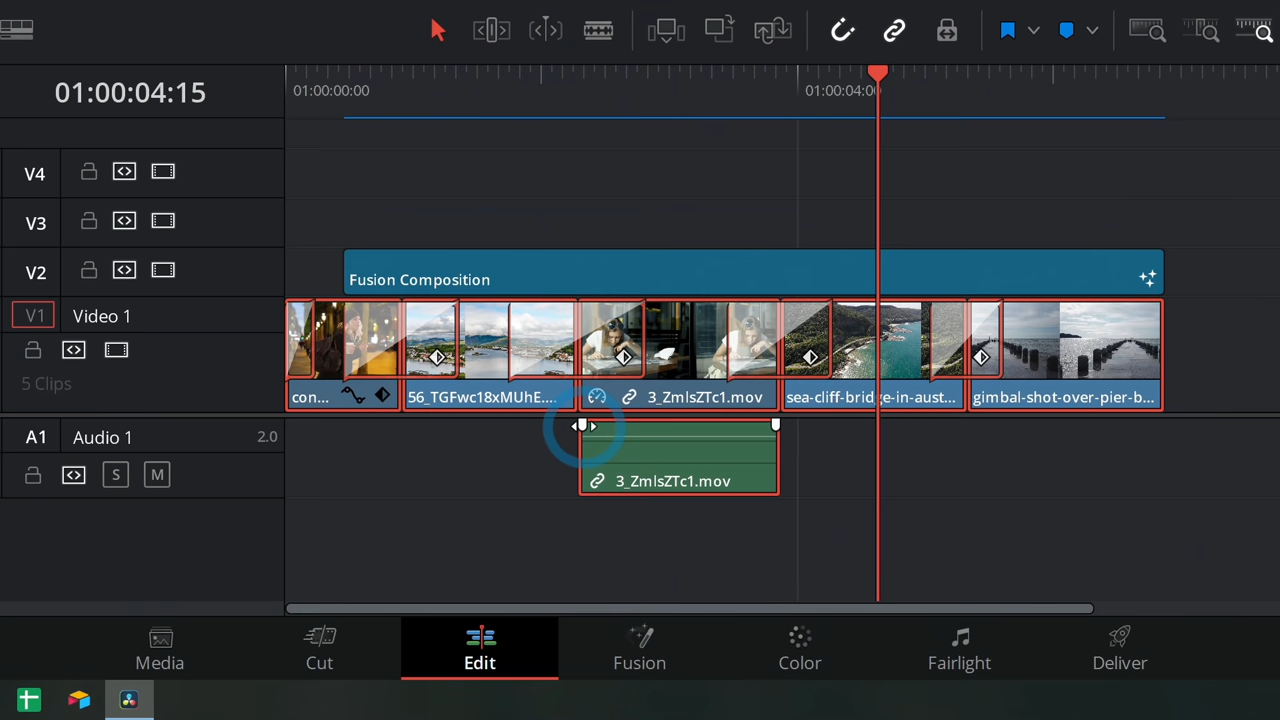 01:00:04:15
01:00:00:00
01:00:04:00
V4
V3
V2
Fusion Composition
V1 Video 1
5 Clips
con...
56_TGFwc18xMUhE....
3_ZmlsZTc1.mov
sea-cliff-bridge-in-aust...
gimbal-shot-over-pier-b...
A1 Audio 1 2.0
S M
3_ZmlsZTc1.mov
Media
Cut
Edit
Fusion
Color
Fairlight
Deliver